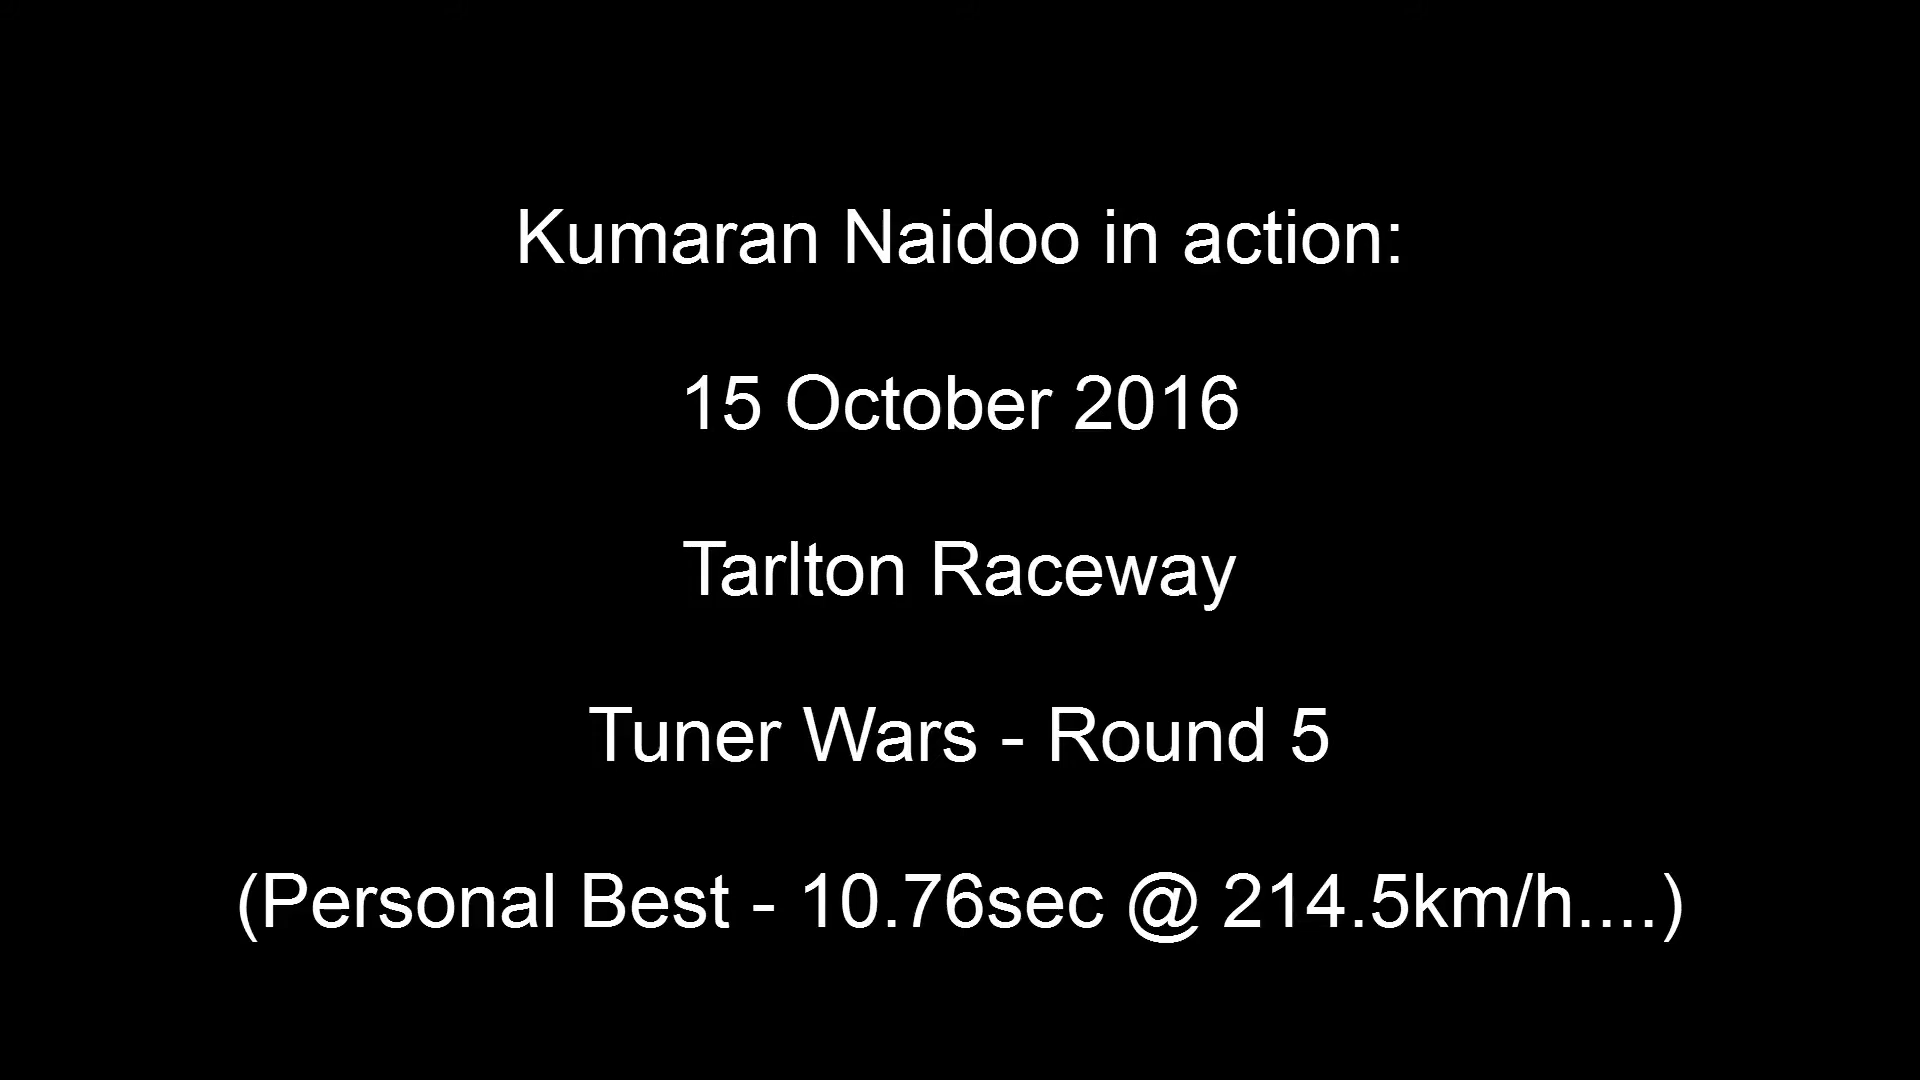 Kumaran Naidoo in action:
15 October 2016
Tarlton Raceway
Tuner Wars - Round 5
(Personal Best - 10.76sec @ 214.5km/h....)